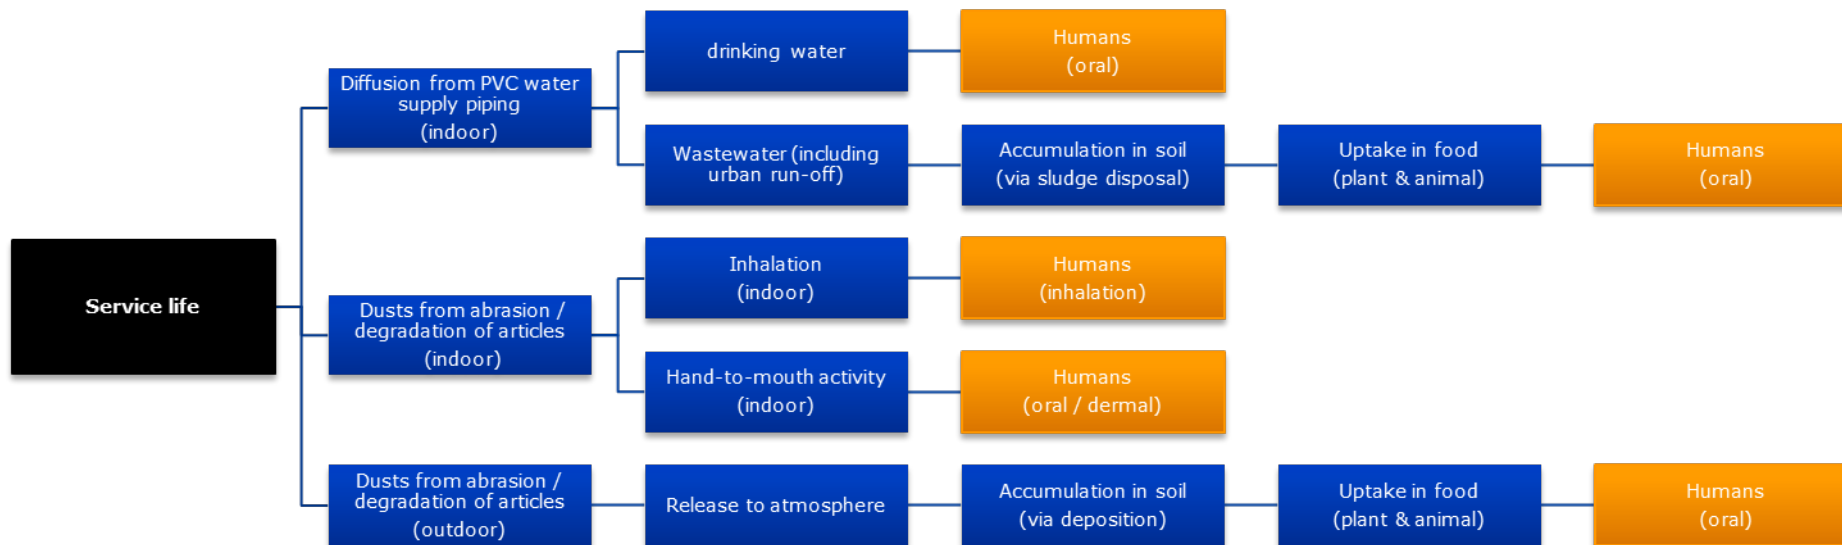 drinking water
Humans
(oral)
Diffusion from PVC water
supply piping
(indoor)
Wastewater (including
urban run-off)
Accumulation in soil
(via sludge disposal)
Uptake in food
(plant & animal)
Humans
(oral)
Service life
Inhalation
(indoor)
Humans
(inhalation)
Dusts from abrasion /
degradation of articles
(indoor)
Hand-to-mouth activity
(indoor)
Humans
(oral / dermal)
Dusts from abrasion /
degradation of articles
(outdoor)
Release to atmosphere
Accumulation in soil
(via deposition)
Uptake in food
(plant & animal)
Humans
(oral)